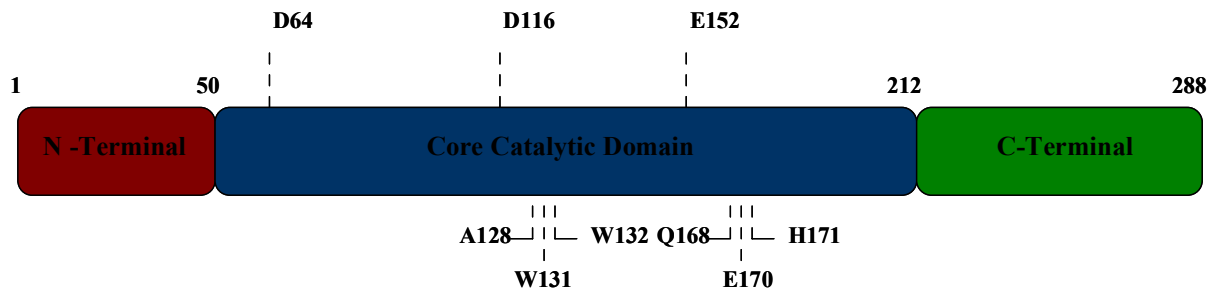 D64 D116 E152
1 50 212 288
N -Terminal Core Catalytic Domain C-Terminal
A128 W132 Q168 H171
W131 E170